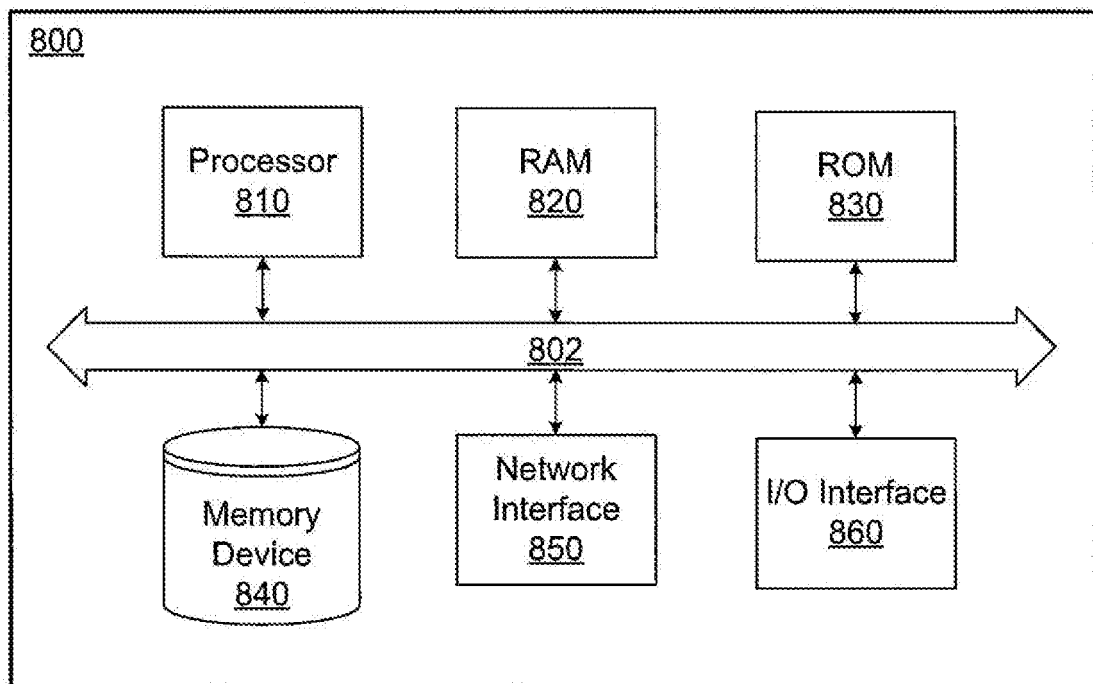 800
Processor
810
RAM
820
ROM
830
802
Memory
Device
840
Network
Interface
850
I/O Interface
860